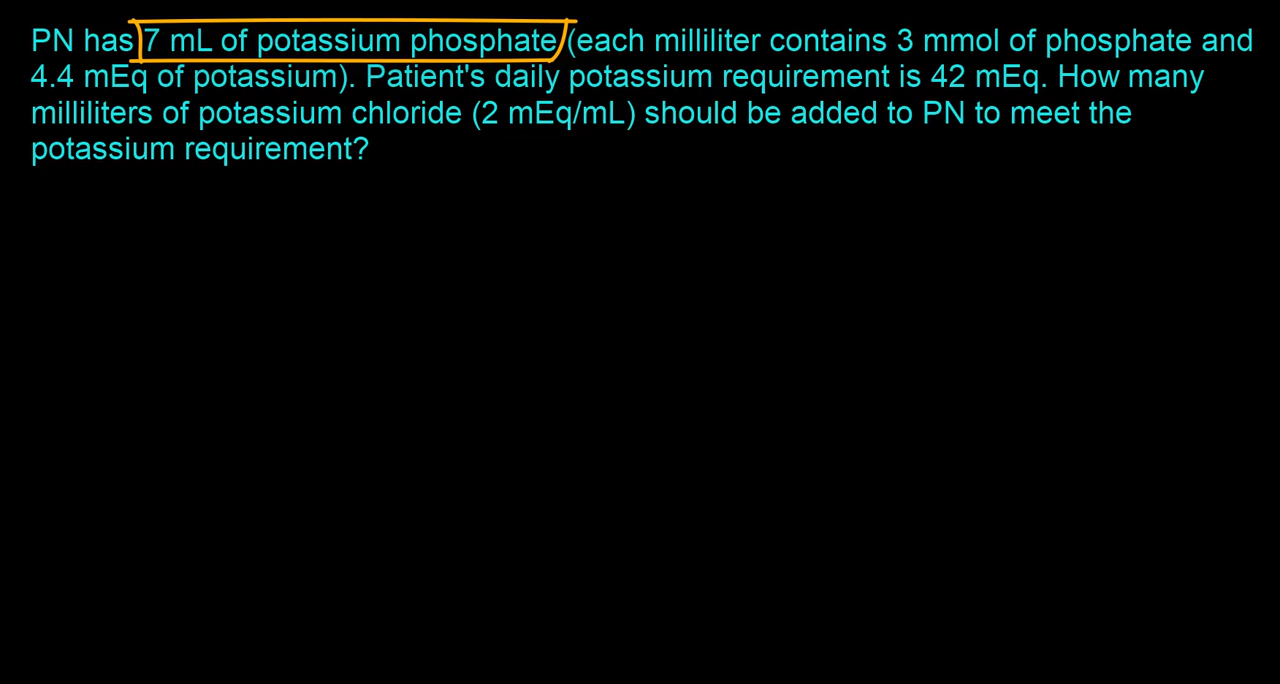 PN has 7 mL of potassium phosphate (each milliliter contains 3 mmol of phosphate and
4.4 mEq of potassium). Patient's daily potassium requirement is 42 mEq. How many
milliliters of potassium chloride (2 mEq/mL) should be added to PN to meet the
potassium requirement?